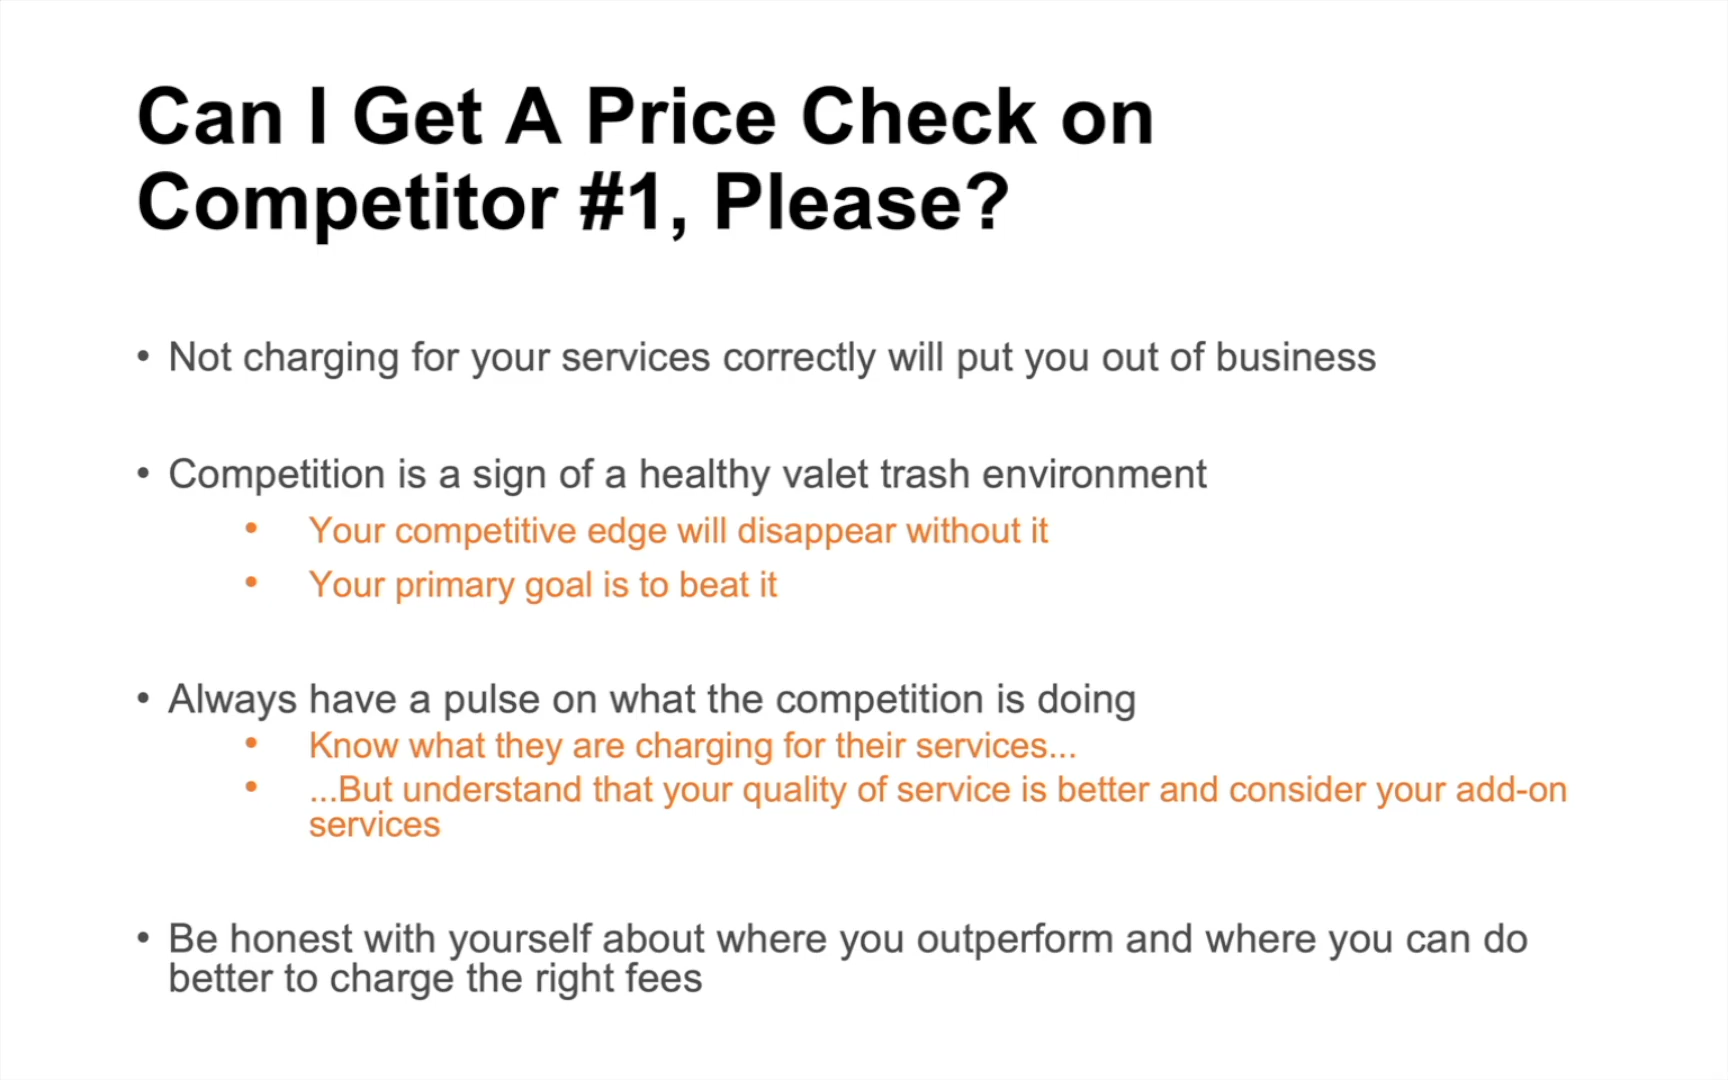 Can I Get A Price Check on
Competitor #1, Please?
• Not charging for your services correctly will put you out of business
• Competition is a sign of a healthy valet trash environment
• Your competitive edge will disappear without it
• Your primary goal is to beat it
• Always have a pulse on what the competition is doing
• Know what they are charging for their services...
• ...But understand that your quality of service is better and consider your add-on
services
• Be honest with yourself about where you outperform and where you can do
better to charge the right fees